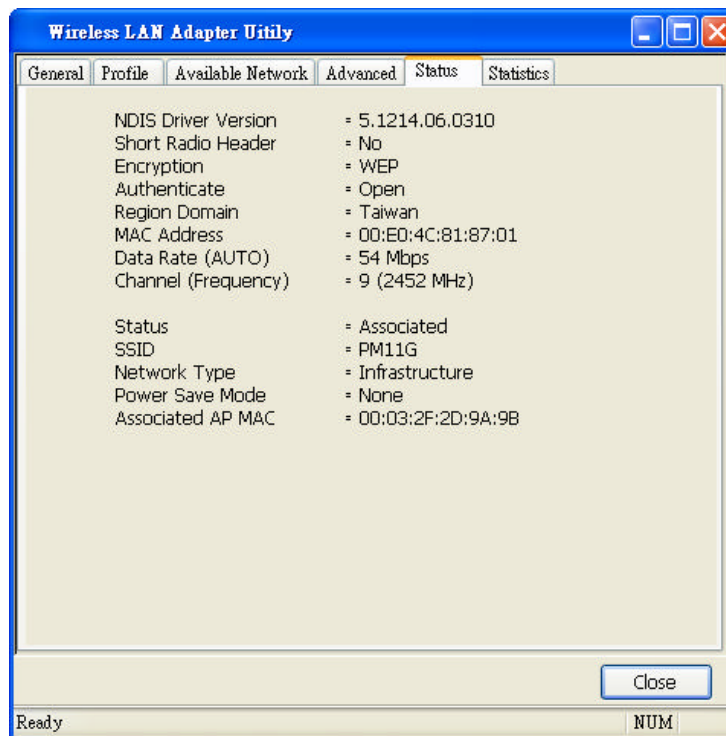 Wireless LAN Adapter Uitily
General Profile Available Network Advanced Status Statistics
NDIS Driver Version = 5.1214.06.0310
Short Radio Header = No
Encryption = WEP
Authenticate = Open
Region Domain = Taiwan
MAC Address = 00:E0:4C:81:87:01
Data Rate (AUTO) = 54 Mbps
Channel (Frequency) = 9 (2452 MHz)
Status = Associated
SSID = PM11G
Network Type = Infrastructure
Power Save Mode = None
Associated AP MAC = 00:03:2F:2D:9A:9B
Close
Ready NUM